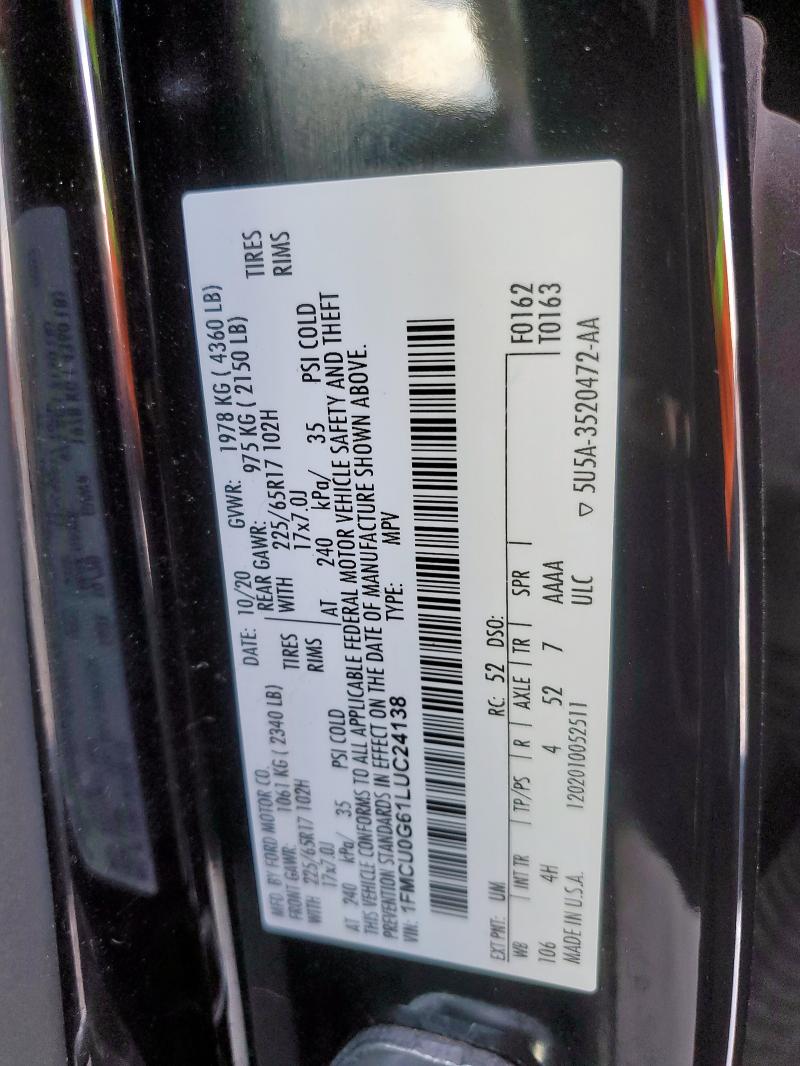 MFD. BY FORD MOTOR CO. DATE: 10/20 GVWR: 1978 KG ( 4360 LB)
FRONT GAWR: 1061 KG ( 2340 LB) REAR GAWR: 975 KG ( 2150 LB)
WITH 225/65R17 102H TIRES WITH 225/65R17 102H TIRES
17x7.0J RIMS 17x7.0J RIMS
AT 240 kPa/ 35 PSI COLD AT 240 kPa/ 35 PSI COLD
THIS VEHICLE CONFORMS TO ALL APPLICABLE FEDERAL MOTOR VEHICLE SAFETY AND THEFT
PREVENTION STANDARDS IN EFFECT ON THE DATE OF MANUFACTURE SHOWN ABOVE.
VIN: 1FMCU0G61LUC24138 TYPE: MPV
EXT PNT: UM RC: 52 DSO: F0162
WB INT TR TP/PS R AXLE TR SPR T0163
106 4H 4 52 7 AAAA
MADE IN U.S.A. 1202010052511 ULC ▽ 5U5A-3520472-AA